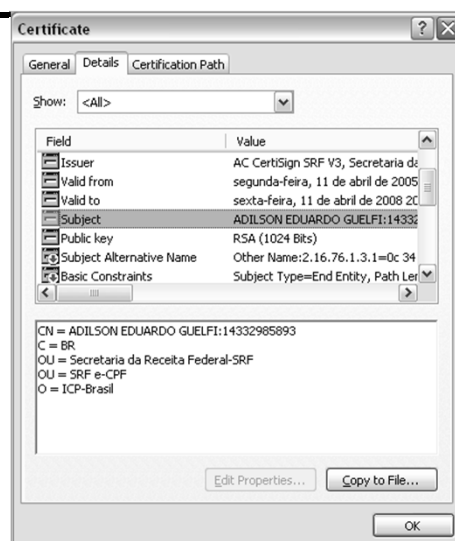 Certificate
General Details Certification Path
Show: <All>
Field Value
Issuer AC CertiSign SRF V3, Secretaria da
Valid from segunda-feira, 11 de abril de 2005
Valid to sexta-feira, 11 de abril de 2008 20
Subject ADILSON EDUARDO GUELFI:14332
Public key RSA (1024 Bits)
Subject Alternative Name Other Name:2.16.76.1.3.1=0c 34
Basic Constraints Subject Type=End Entity, Path Ler
CN = ADILSON EDUARDO GUELFI:14332985893
C = BR
OU = Secretaria da Receita Federal-SRF
OU = SRF e-CPF
O = ICP-Brasil
Edit Properties... Copy to File...
OK